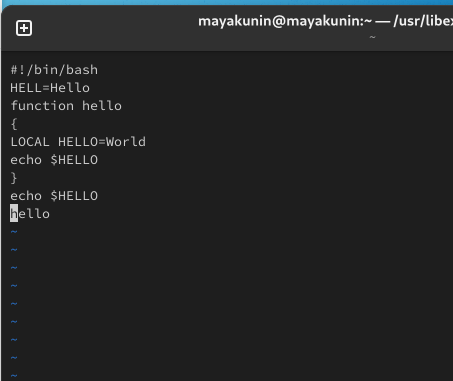 mayakunin@mayakunin:~ — /usr/libex
~
#!/bin/bash
HELL=Hello
function hello
{
LOCAL HELLO=World
echo $HELLO
}
echo $HELLO
hello
~
~
~
~
~
~
~
~
~